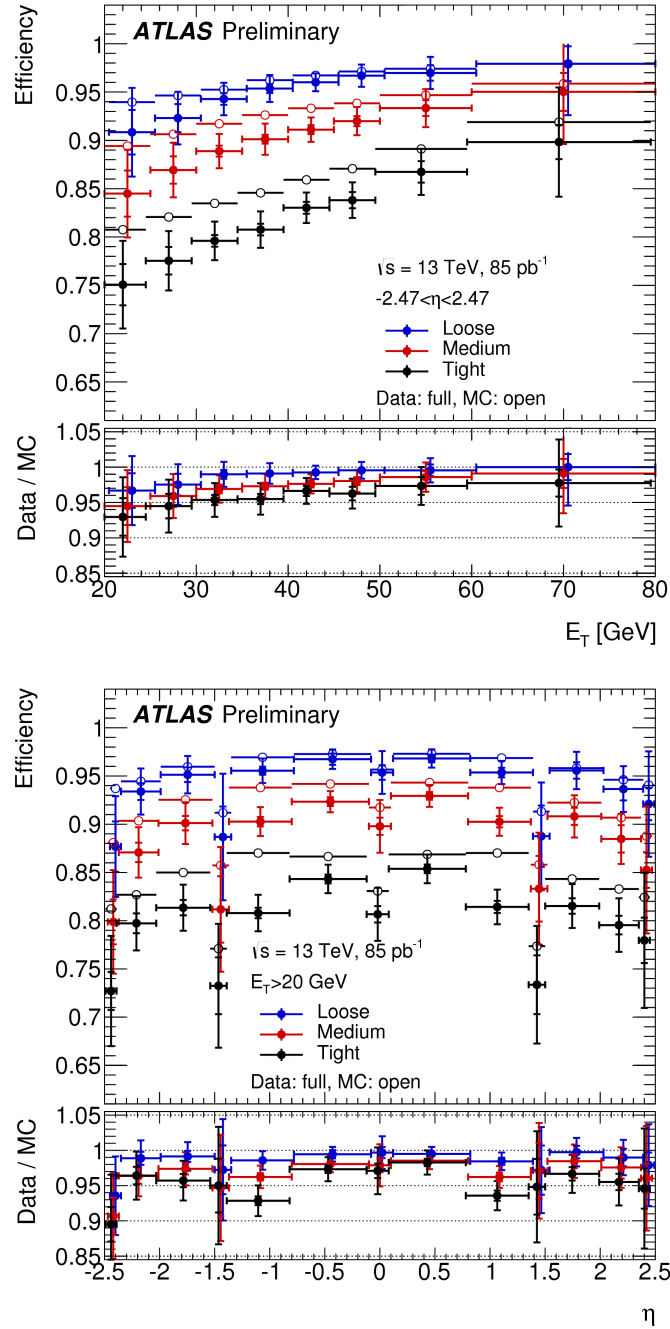 ATLAS Preliminary
Efficiency
1
0.95
0.9
0.85
0.8
0.75
0.7
0.65
√s = 13 TeV, 85 pb-1
-2.47<η<2.47
Loose
Medium
Tight
Data: full, MC: open
Data / MC
1.05
1
0.95
0.9
0.85
20 30 40 50 60 70 80
ET [GeV]
ATLAS Preliminary
Efficiency
1
0.95
0.9
0.85
0.8
0.75
0.7
0.65
√s = 13 TeV, 85 pb-1
ET>20 GeV
Loose
Medium
Tight
Data: full, MC: open
Data / MC
1.05
1
0.95
0.9
0.85
-2.5 -2 -1.5 -1 -0.5 0 0.5 1 1.5 2 2.5
η